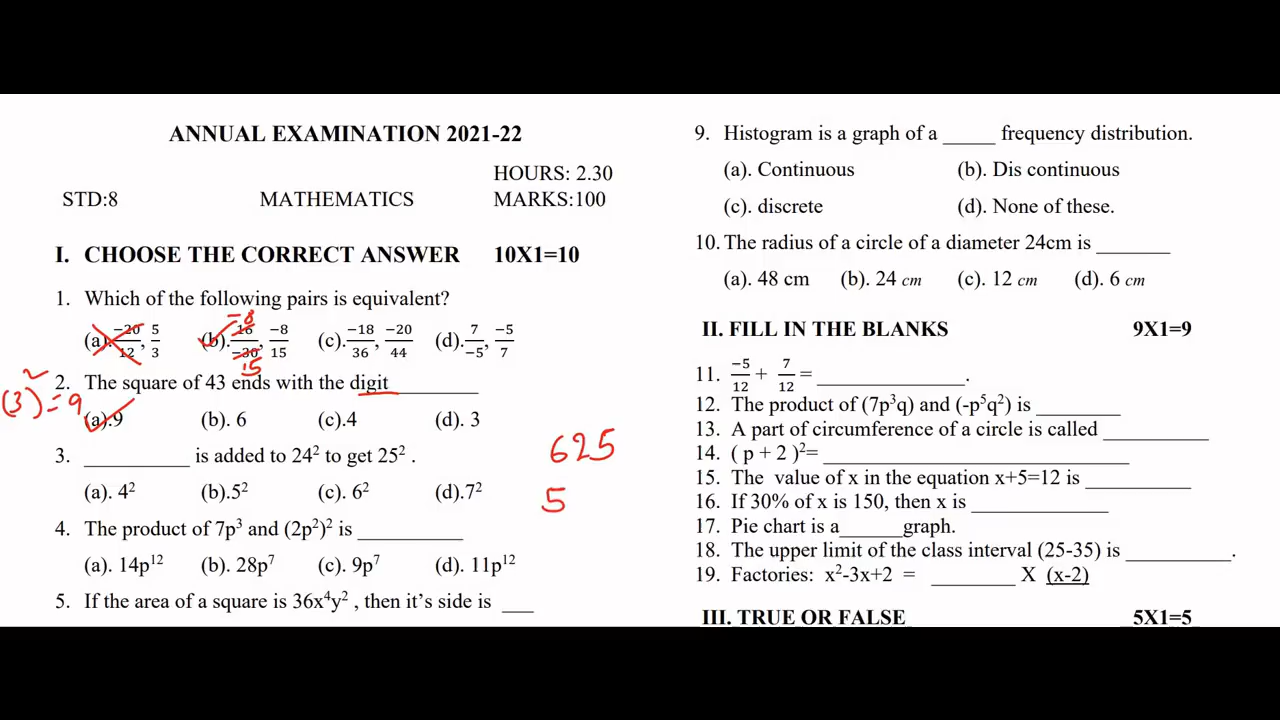 ANNUAL EXAMINATION 2021-22
HOURS: 2.30
STD:8 MATHEMATICS MARKS:100
I. CHOOSE THE CORRECT ANSWER 10X1=10
1. Which of the following pairs is equivalent?
(a). −20/12, 5/3 (b). 16/−30, −8/15 (c). −18/36, −20/44 (d). 7/−5, −5/7
−8
15
2. The square of 43 ends with the digit __________
(3)² = 9
(a).9 (b). 6 (c).4 (d). 3
3. __________ is added to 24² to get 25² .
625
(a). 4² (b).5² (c). 6² (d).7²
5
4. The product of 7p³ and (2p²)² is __________
(a). 14p¹² (b). 28p⁷ (c). 9p⁷ (d). 11p¹²
5. If the area of a square is 36x⁴y² , then it’s side is ___
9. Histogram is a graph of a _____ frequency distribution.
(a). Continuous (b). Dis continuous
(c). discrete (d). None of these.
10. The radius of a circle of a diameter 24cm is _______
(a). 48 cm (b). 24 cm (c). 12 cm (d). 6 cm
II. FILL IN THE BLANKS 9X1=9
11. −5/12 + 7/12 = ______________.
12. The product of (7p³q) and (-p⁵q²) is ________
13. A part of circumference of a circle is called __________
14. ( p + 2 )²= _____________________________
15. The value of x in the equation x+5=12 is __________
16. If 30% of x is 150, then x is _____________
17. Pie chart is a______graph.
18. The upper limit of the class interval (25-35) is __________.
19. Factories: x²-3x+2 = ________ X (x-2)
III. TRUE OR FALSE 5X1=5